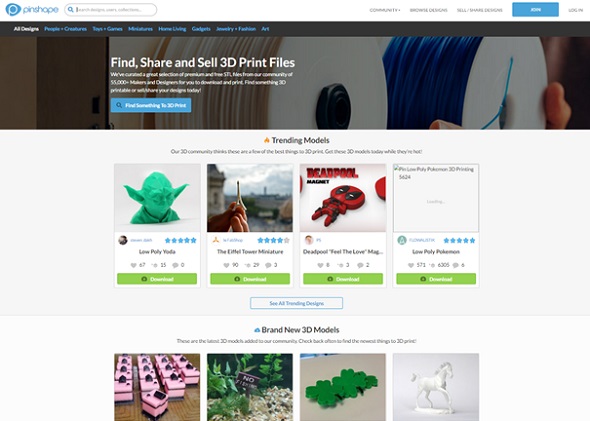 pinshape
Search designs, users, collections...
COMMUNITY
BROWSE DESIGNS
SELL / SHARE DESIGNS
JOIN
LOG IN
All Designs
People + Creatures
Toys + Games
Miniatures
Home Living
Gadgets
Jewelry + Fashion
Art
Find, Share and Sell 3D Print Files
We've curated a great selection of premium and free STL files from our community of
55,000+ Makers and Designers for you to download and print. Find something 3D
printable or sell/share your designs today!
Find Something To 3D Print
Trending Models
Our 3D community thinks these are a few of the best things to 3D print. Get these 3D models today while they're hot!
DEADPOOL
MAGNET
Pin Low Poly Pokemon 3D Printing
5624
Loading...
PS
FLOWALISTIK
Low Poly Yoda
The Eiffel Tower Miniature
Deadpool "Feel The Love" Mag...
Low Poly Pokemon
67
15
0
90
29
3
8
3
2
571
6305
6
Download
Download
Download
Download
See All Trending Designs
Brand New 3D Models
These are the latest 3D models added to our community. Check back often to find the newest things to 3D print!
NO
FISHING